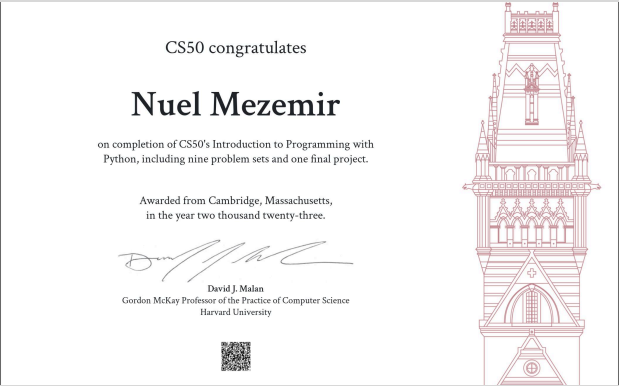 CS50 congratulates
Nuel Mezemir
on completion of CS50's Introduction to Programming with
Python, including nine problem sets and one final project.
Awarded from Cambridge, Massachusetts,
in the year two thousand twenty-three.
David J. Malan
Gordon McKay Professor of the Practice of Computer Science
Harvard University